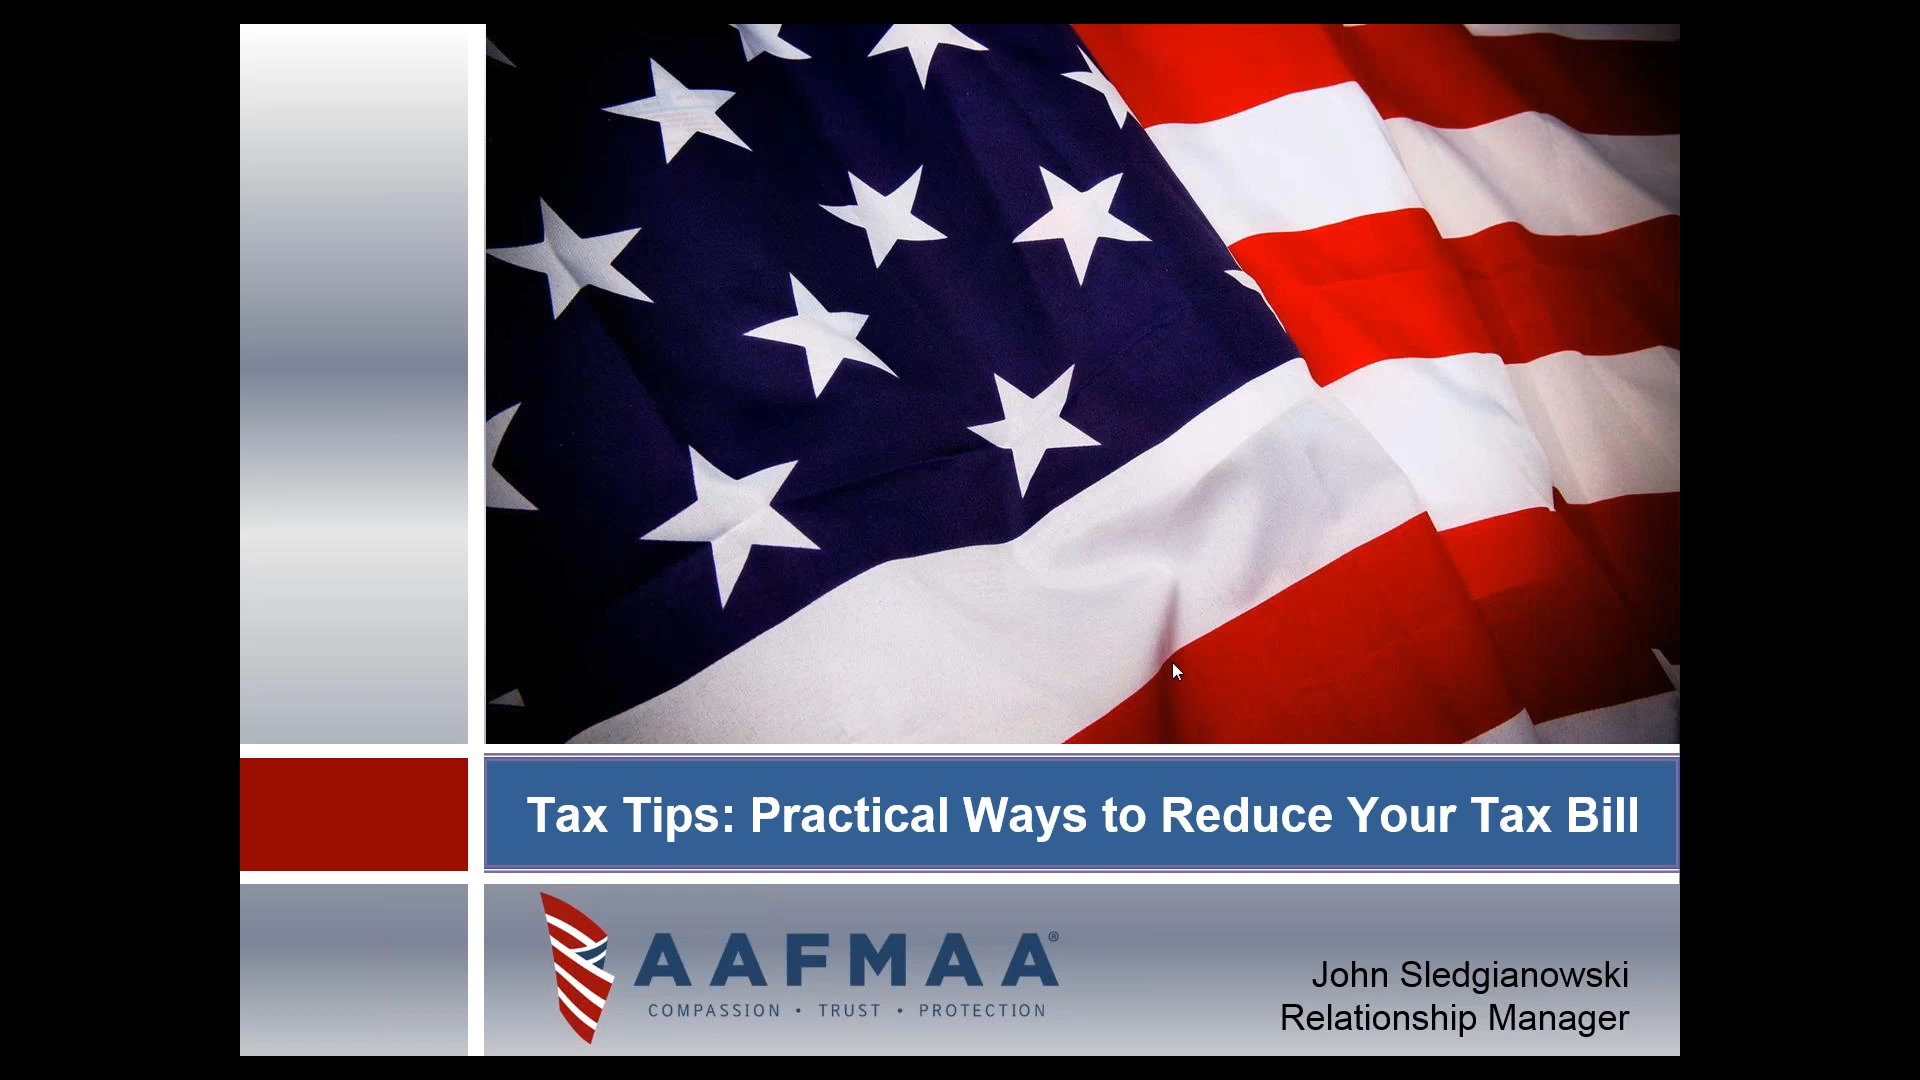 Tax Tips: Practical Ways to Reduce Your Tax Bill
AAFMAA®
COMPASSION • TRUST • PROTECTION
John Sledgianowski
Relationship Manager